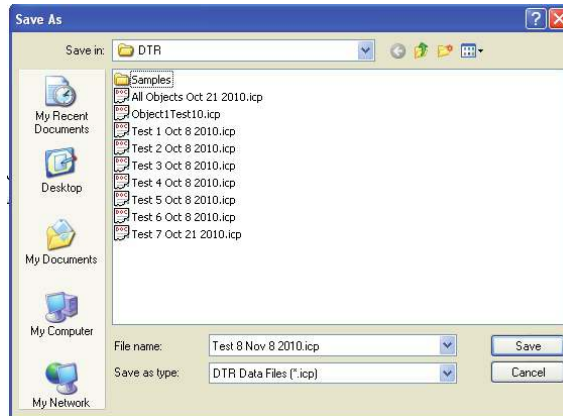 Save As
Save in: DTR
Samples
All Objects Oct 21 2010.icp
Object1Test10.icp
Test 1 Oct 8 2010.icp
Test 2 Oct 8 2010.icp
Test 3 Oct 8 2010.icp
Test 4 Oct 8 2010.icp
Test 5 Oct 8 2010.icp
Test 6 Oct 8 2010.icp
Test 7 Oct 21 2010.icp
My Recent
Documents
Desktop
My Documents
My Computer
My Network
File name: Test 8 Nov 8 2010.icp Save
Save as type: DTR Data Files (*.icp) Cancel